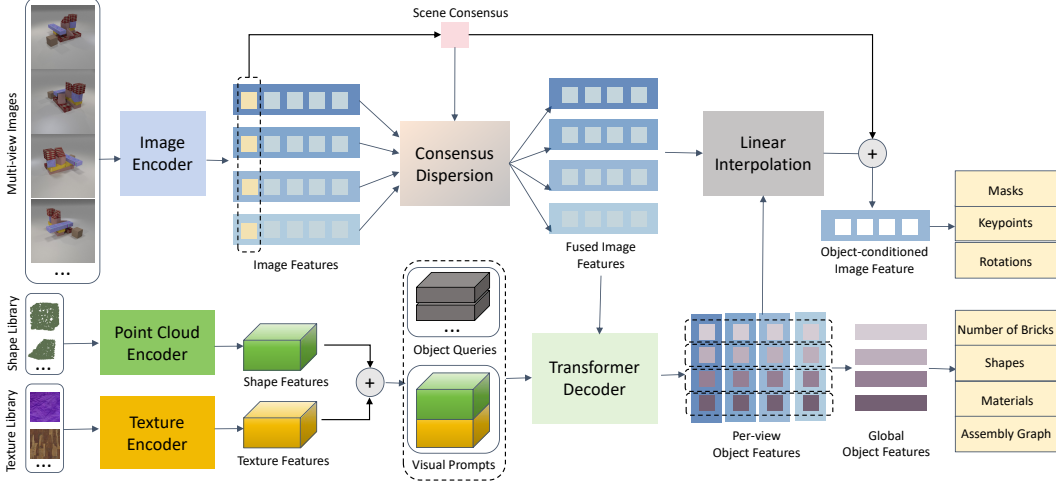 Scene Consensus
Multi-view Images
Image
Encoder
Image Features
Consensus
Dispersion
Fused Image
Features
Linear
Interpolation
+
Object-conditioned
Image Feature
Masks
Keypoints
Rotations
...
Shape Library
...
Point Cloud
Encoder
Shape Features
Texture Library
...
Texture
Encoder
Texture Features
+
...
Object Queries
Visual Prompts
Transformer
Decoder
Per-view
Object Features
Global
Object Features
Number of Bricks
Shapes
Materials
Assembly Graph